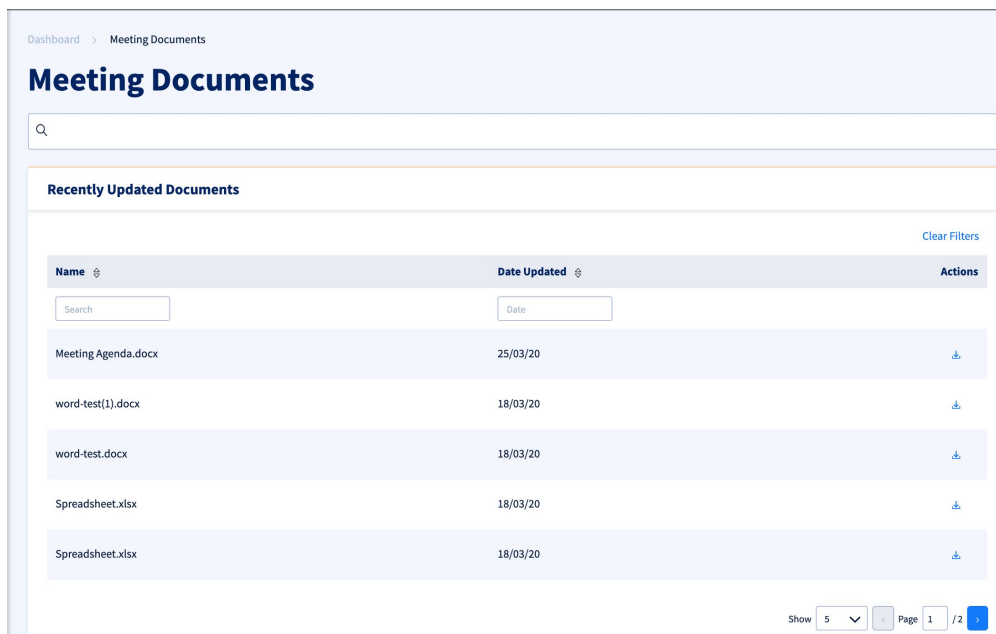 Dashboard > Meeting Documents
Meeting Documents
Recently Updated Documents
Clear Filters
Name Date Updated Actions
Search Date
Meeting Agenda.docx 25/03/20
word-test(1).docx 18/03/20
word-test.docx 18/03/20
Spreadsheet.xlsx 18/03/20
Spreadsheet.xlsx 18/03/20
Show 5 < Page 1 / 2 >